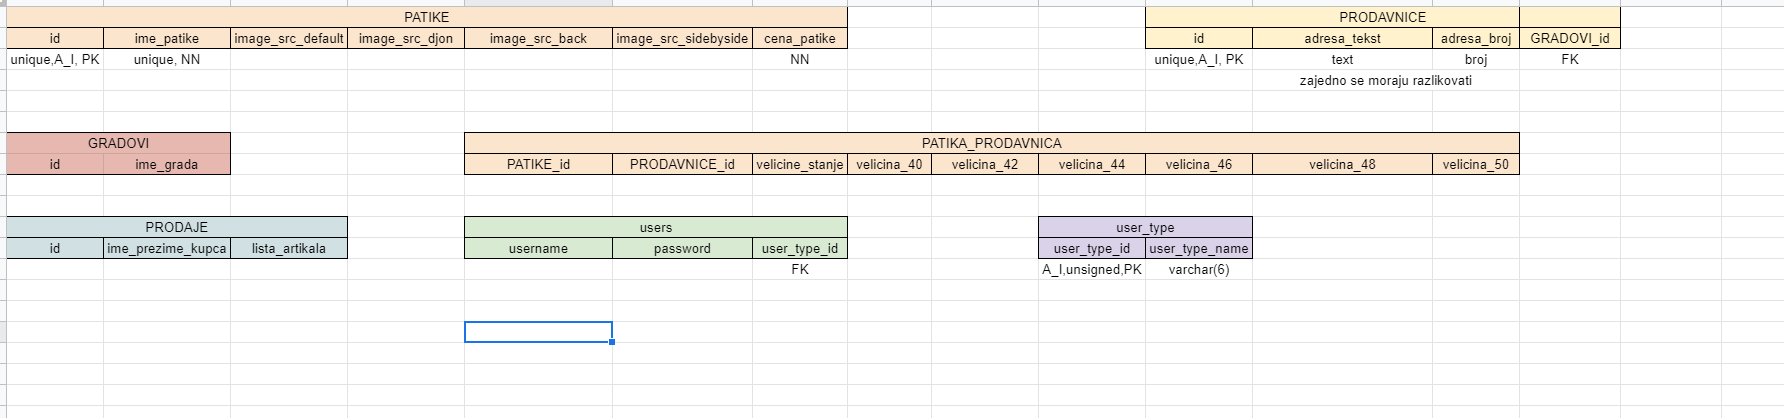 PATIKE PRODAVNICE
id ime_patike image_src_default image_src_djon image_src_back image_src_sidebyside cena_patike id adresa_tekst adresa_broj GRADOVI_id
unique,A_I, PK unique, NN NN unique,A_I, PK text broj FK
zajedno se moraju razlikovati
GRADOVI PATIKA_PRODAVNICA
id ime_grada PATIKE_id PRODAVNICE_id velicine_stanje velicina_40 velicina_42 velicina_44 velicina_46 velicina_48 velicina_50
PRODAJE users user_type
id ime_prezime_kupca lista_artikala username password user_type_id user_type_id user_type_name
FK A_I,unsigned,PK varchar(6)